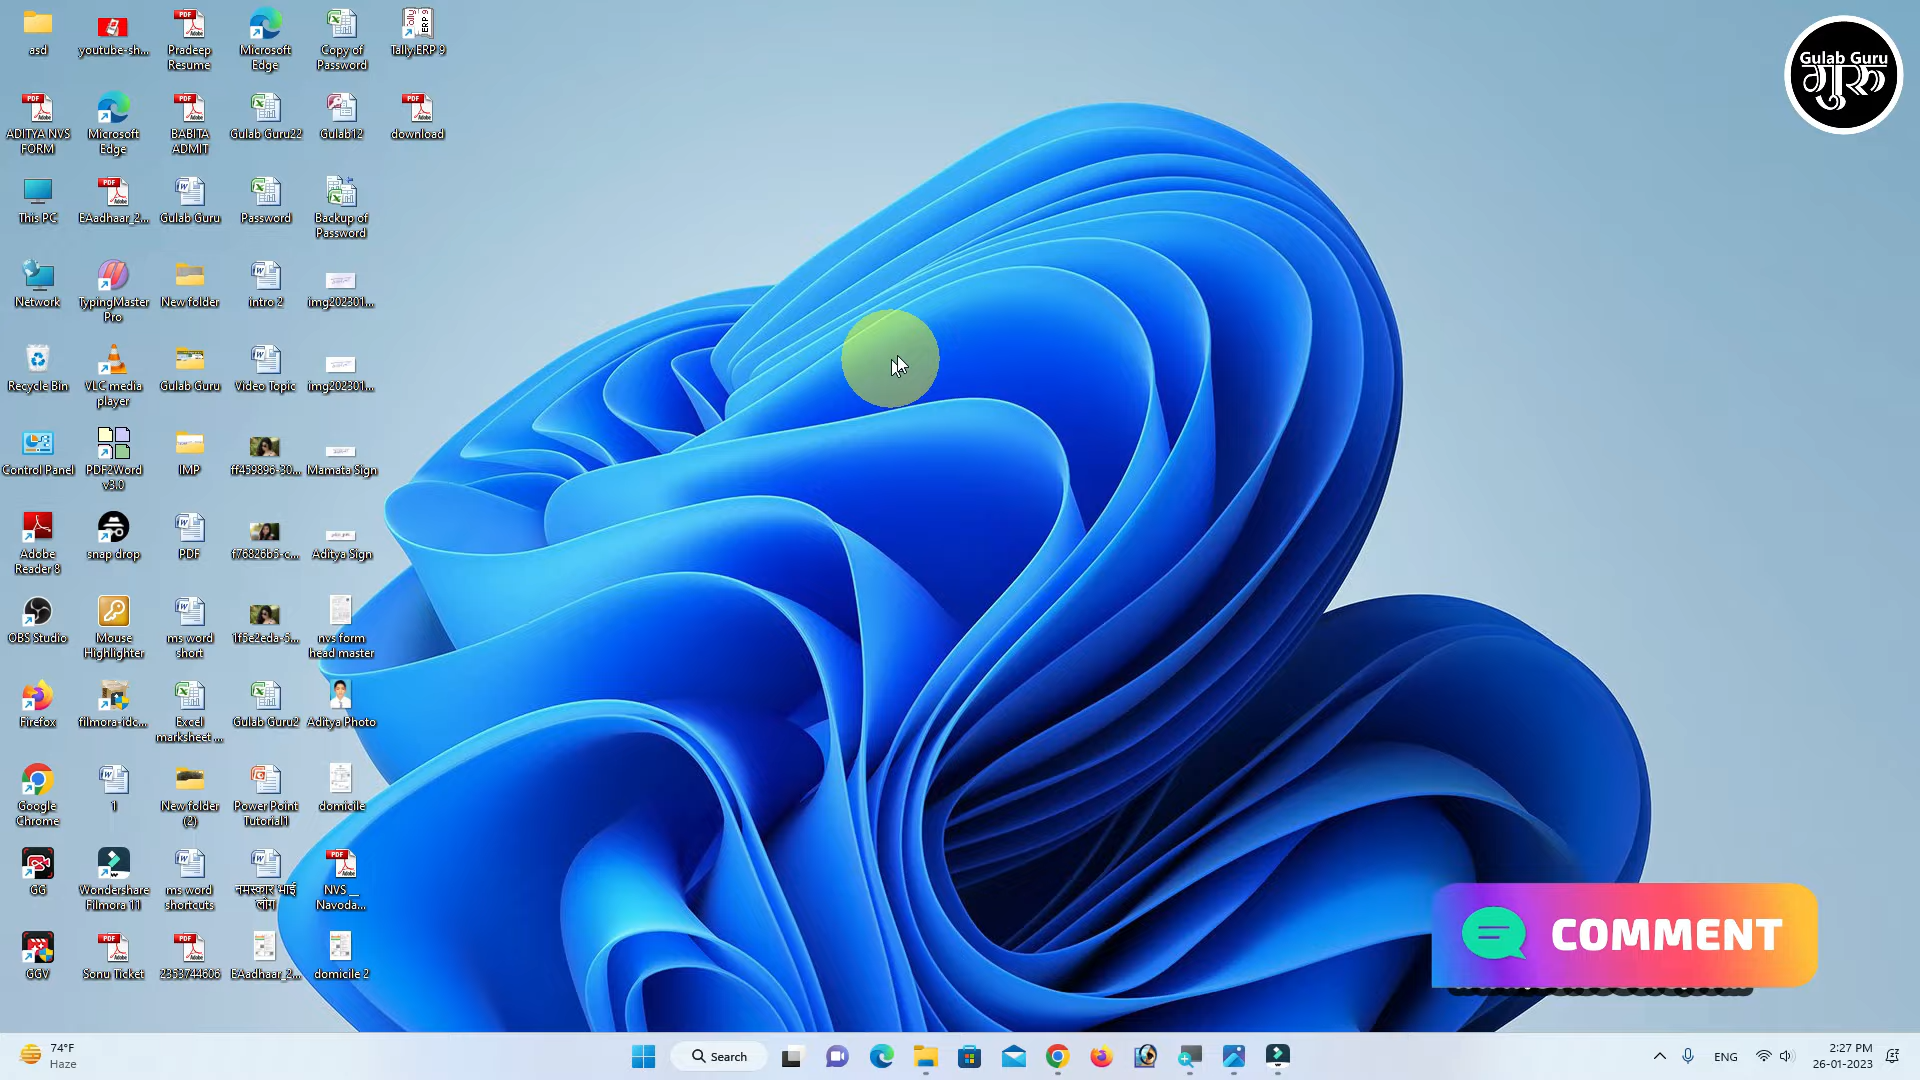 asd
youtube-sh...
Pradeep
Resume
Microsoft
Edge
Copy of
Password
Tally.ERP 9
ADITYA NVS
FORM
Microsoft
Edge
BABITA
ADMIT
Gulab Guru22
Gulab12
download
This PC
EAadhaar_2...
Gulab Guru
Password
Backup of
Password
Network
TypingMaster
Pro
New folder
intro 2
img202301...
Recycle Bin
VLC media
player
Gulab Guru
Video Topic
img202301...
Control Panel
PDF2Word
v3.0
IMP
ff459896-30...
Mamata Sign
Adobe
Reader 8
snap drop
PDF
f76826b5-c...
Aditya Sign
OBS Studio
Mouse
Highlighter
ms word
short
1f5e2eda-5...
nvs form
head master
Firefox
filmora-idc...
Excel
marksheet ...
Gulab Guru2
Aditya Photo
Google
Chrome
1
New folder
(2)
Power Point
Tutorial1
domicile
GG
Wondershare
Filmora 11
ms word
shortcuts
नमस्कार भाई
लोग
NVS __
Navoda...
GGV
Sonu Ticket
2353744606
EAadhaar_2...
domicile 2
Gulab Guru
गुरु
COMMENT
74°F
Haze
Search
ENG
2:27 PM
26-01-2023